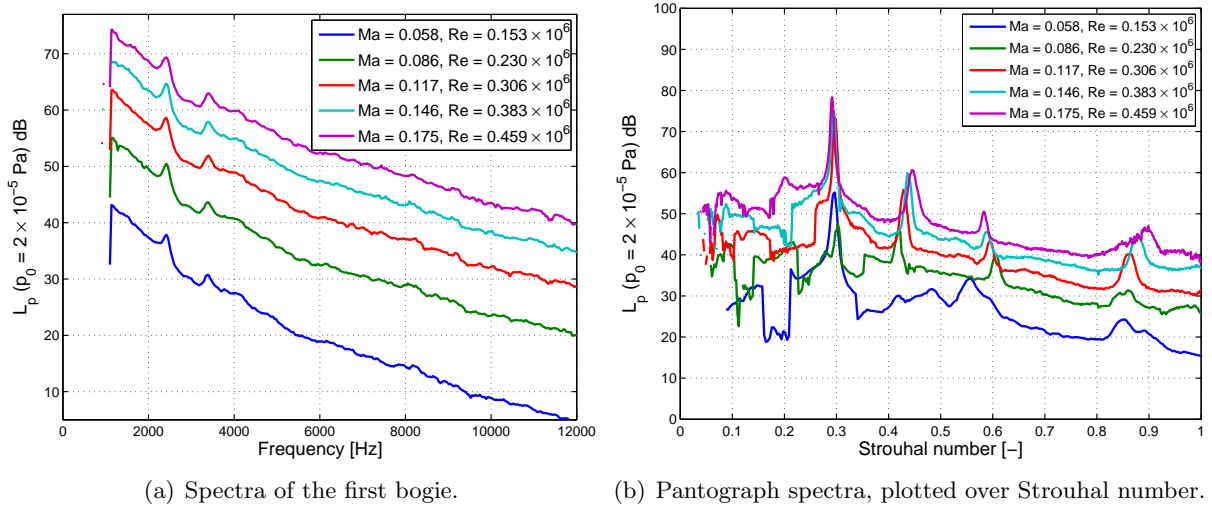 L_p (p_0 = 2 × 10^-5 Pa) dB
70
60
50
40
30
20
10
0 2000 4000 6000 8000 10000 12000
Frequency [Hz]
Ma = 0.058, Re = 0.153 × 10^6
Ma = 0.086, Re = 0.230 × 10^6
Ma = 0.117, Re = 0.306 × 10^6
Ma = 0.146, Re = 0.383 × 10^6
Ma = 0.175, Re = 0.459 × 10^6
(a) Spectra of the first bogie.
L_p (p_0 = 2 × 10^-5 Pa) dB
100
90
80
70
60
50
40
30
20
10
0
0 0.1 0.2 0.3 0.4 0.5 0.6 0.7 0.8 0.9 1
Strouhal number [−]
Ma = 0.058, Re = 0.153 × 10^6
Ma = 0.086, Re = 0.230 × 10^6
Ma = 0.117, Re = 0.306 × 10^6
Ma = 0.146, Re = 0.383 × 10^6
Ma = 0.175, Re = 0.459 × 10^6
(b) Pantograph spectra, plotted over Strouhal number.